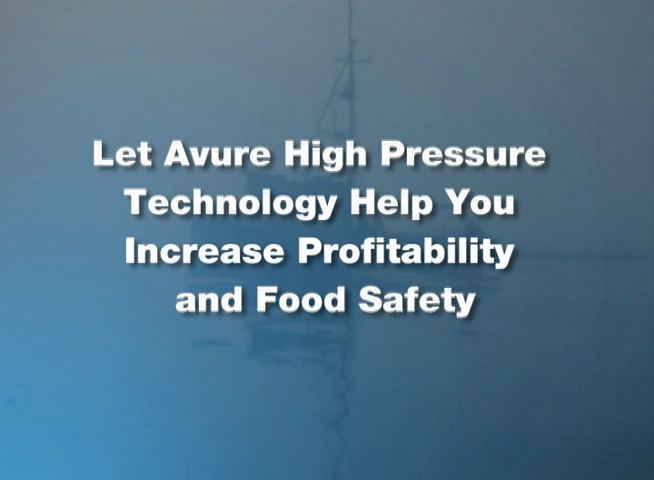 Let Avure High Pressure
Technology Help You
Increase Profitability
and Food Safety